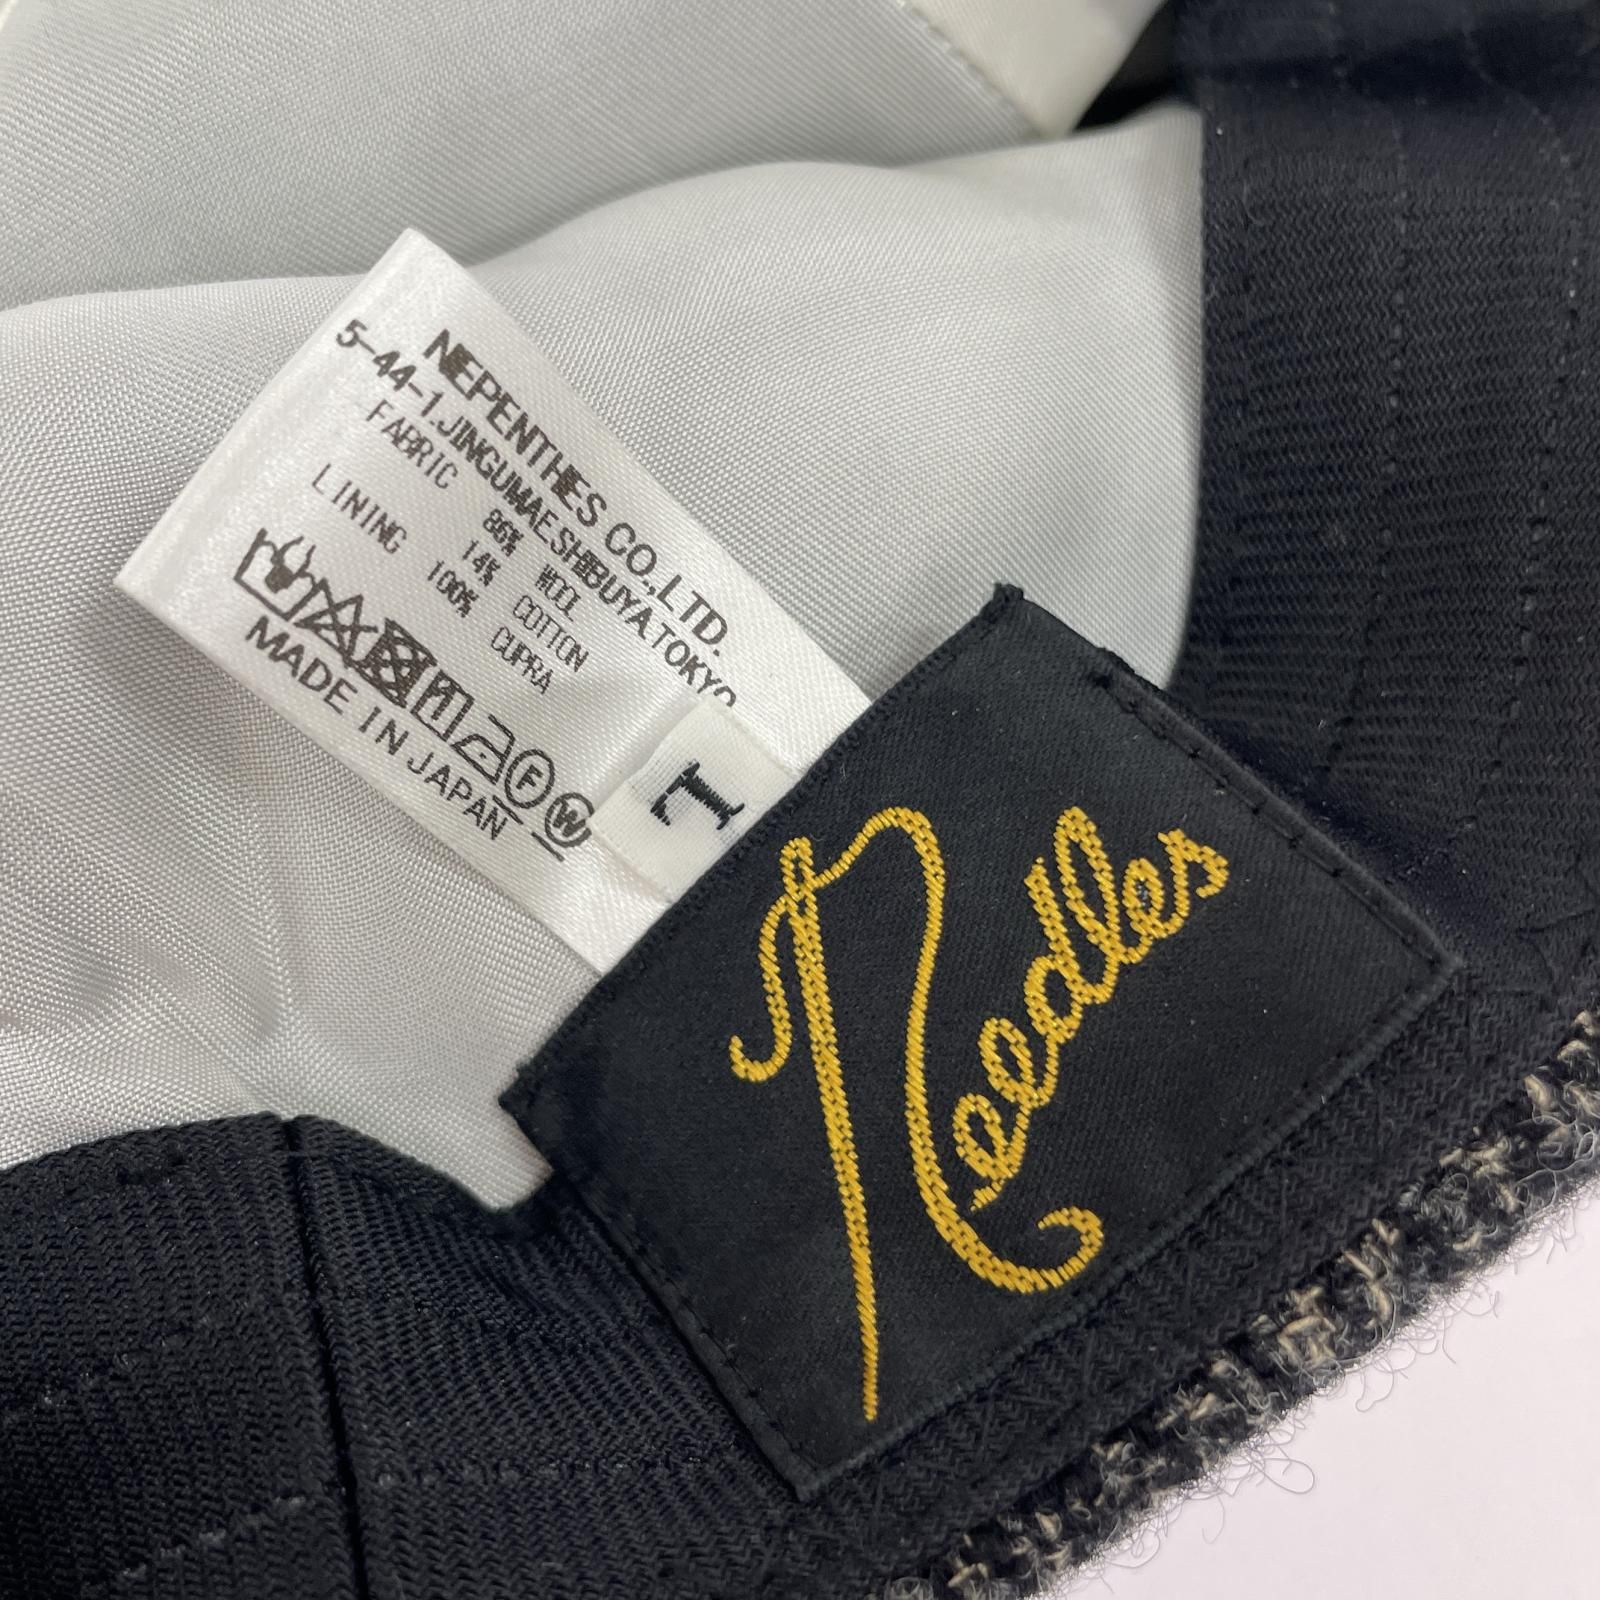 NEPENTHES CO.,LTD.
5-44-1.JINGUMAE.SHIBUYA.TOKYO
FABRIC 86% WOOL
14% COTTON
LINING 100% CUPRA
F W
MADE IN JAPAN
L
Needles